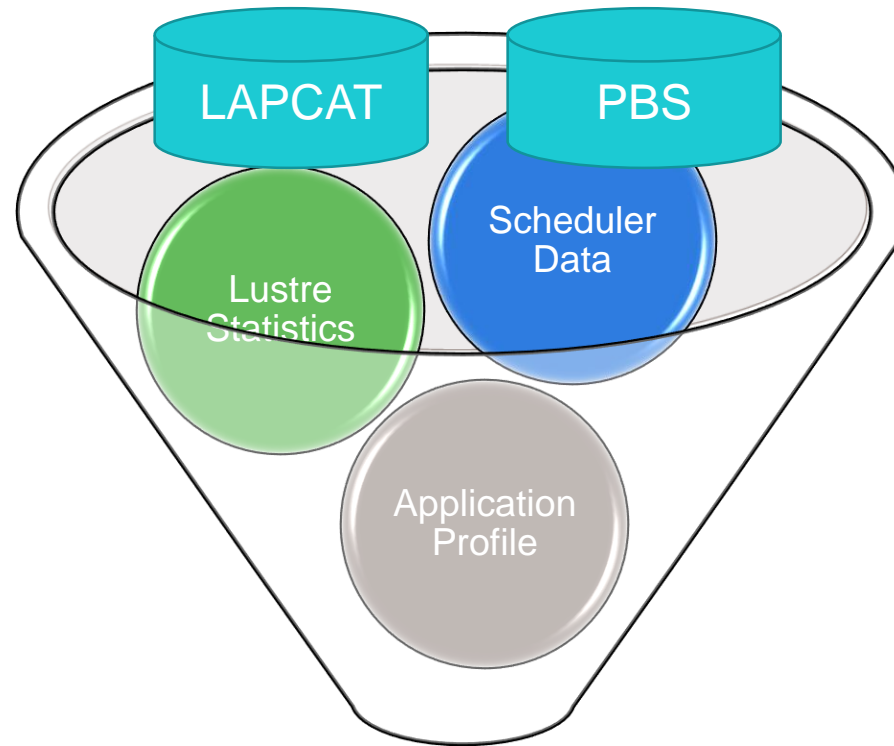 LAPCAT
PBS
Scheduler
Data
Lustre
Statistics
Application
Profile